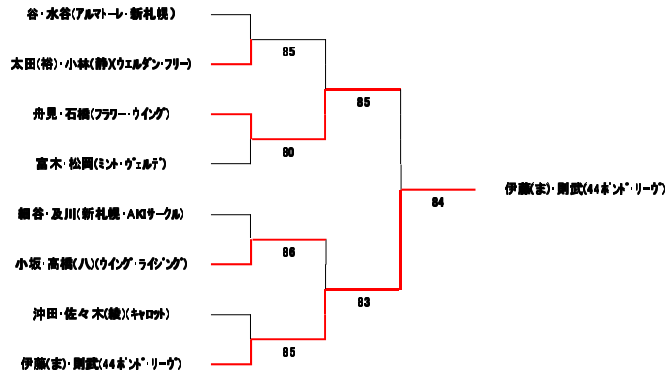 谷・水谷(アルマトーレ・新札幌)
太田(裕)・小林(静)(ウェルダン・フリー)
85
舟見・石橋(フラワー・ウイング)
80
富木・松岡(ミント・ヴェルデ)
85
細谷・及川(新札幌・AKIサークル)
小坂・高橋(八)(ウイング・ライジング)
86
沖田・佐々木(綾)(キャロット)
85
伊藤(ま)・則武(44ボンド・リーヴ)
83
84
伊藤(ま)・則武(44ボンド・リーヴ)